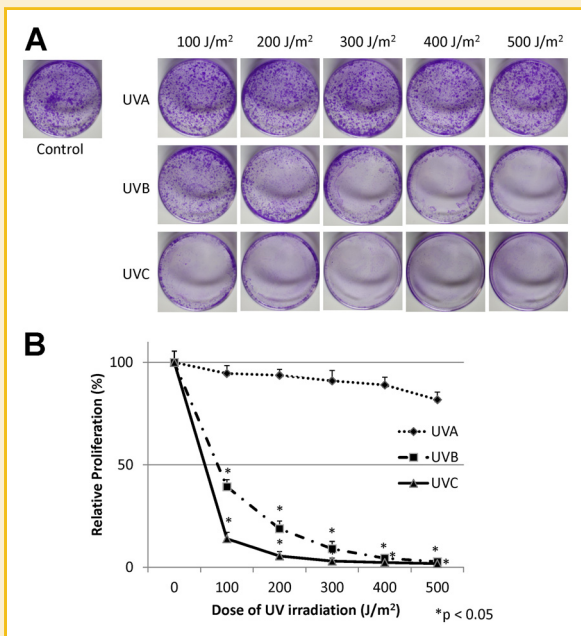 A
100 J/m² 200 J/m² 300 J/m² 400 J/m² 500 J/m²
UVA
Control
UVB
UVC
B
Relative Proliferation (%)
100
50
0
UVA
UVB
UVC
* * * * *
* * * *
0 100 200 300 400 500
Dose of UV irradiation (J/m²)
*p < 0.05